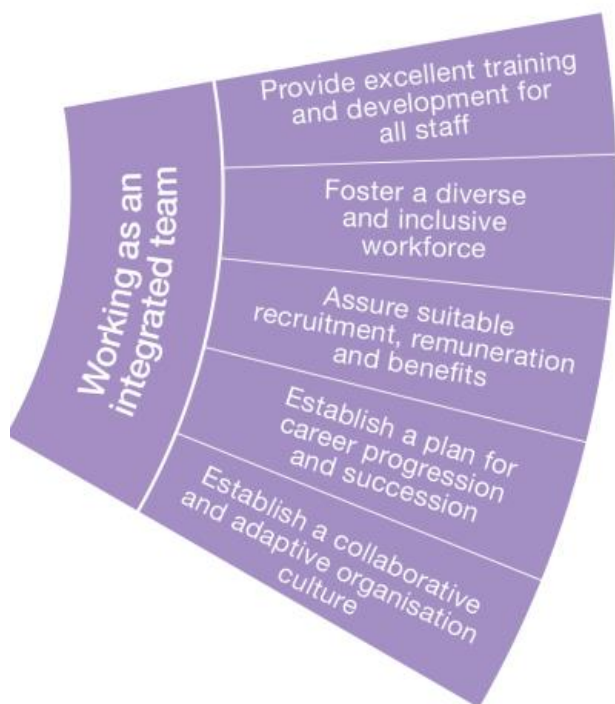 Working as an
integrated team
Provide excellent training
and development for
all staff
Foster a diverse
and inclusive
workforce
Assure suitable
recruitment, remuneration
and benefits
Establish a plan for
career progression
and succession
Establish a collaborative
and adaptive organisation
culture